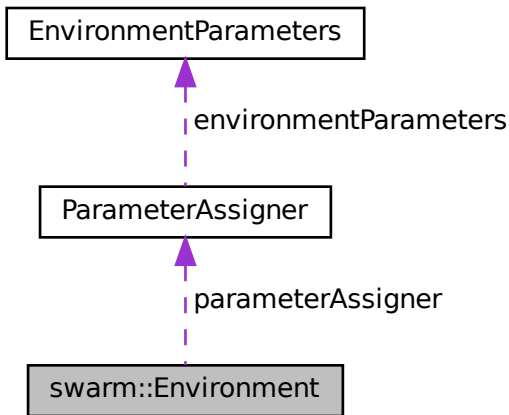 EnvironmentParameters
environmentParameters
ParameterAssigner
parameterAssigner
swarm::Environment